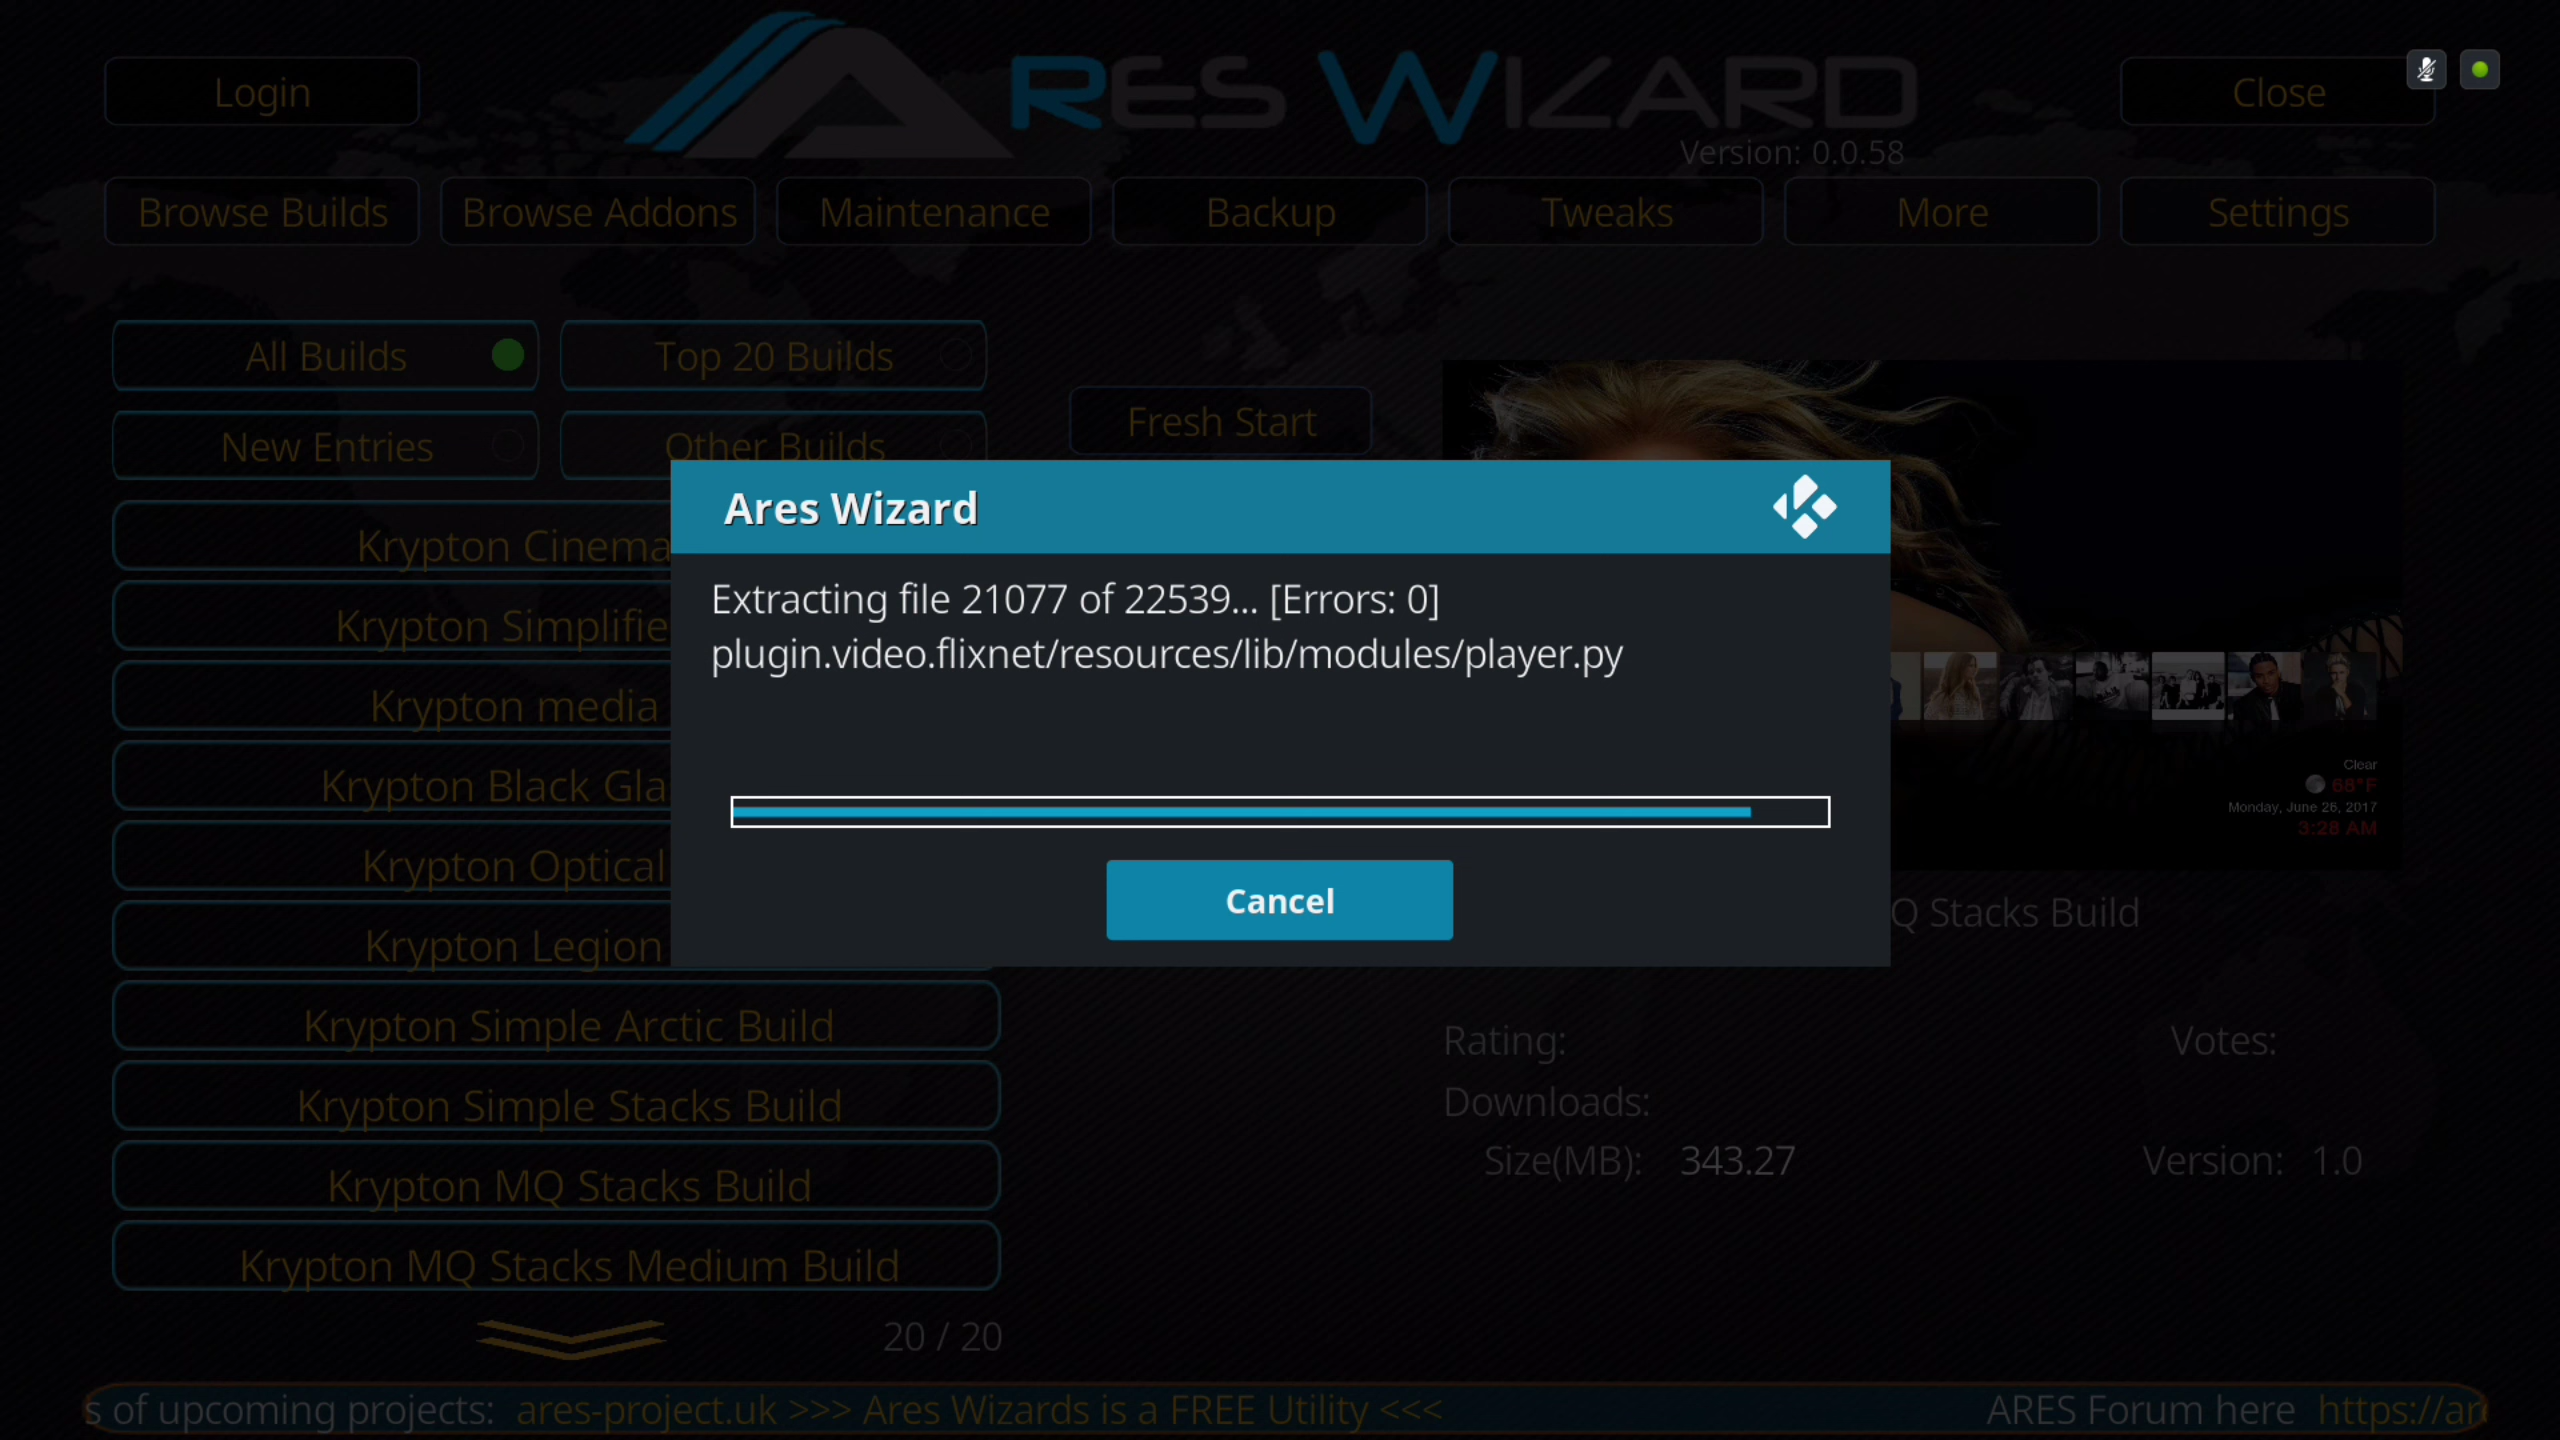 Login
ARES WIZARD
Close
Version: 0.0.58
Browse Builds
Browse Addons
Maintenance
Backup
Tweaks
More
Settings
All Builds
Top 20 Builds
New Entries
Other Builds
Fresh Start
Ares Wizard
Extracting file 21077 of 22539... [Errors: 0]
plugin.video.flixnet/resources/lib/modules/player.py
Cancel
Krypton Cinema
Krypton Simplifie
Krypton media
Krypton Black Gla
Krypton Optical
Krypton Legion
Krypton Simple Arctic Build
Krypton Simple Stacks Build
Krypton MQ Stacks Build
Krypton MQ Stacks Medium Build
20 / 20
Clear
68°F
Monday, June 26, 2017
3:28 AM
Q Stacks Build
Rating:
Votes:
Downloads:
Size(MB): 343.27
Version: 1.0
s of upcoming projects: ares-project.uk >>> Ares Wizards is a FREE Utility <<<
ARES Forum here https://ar